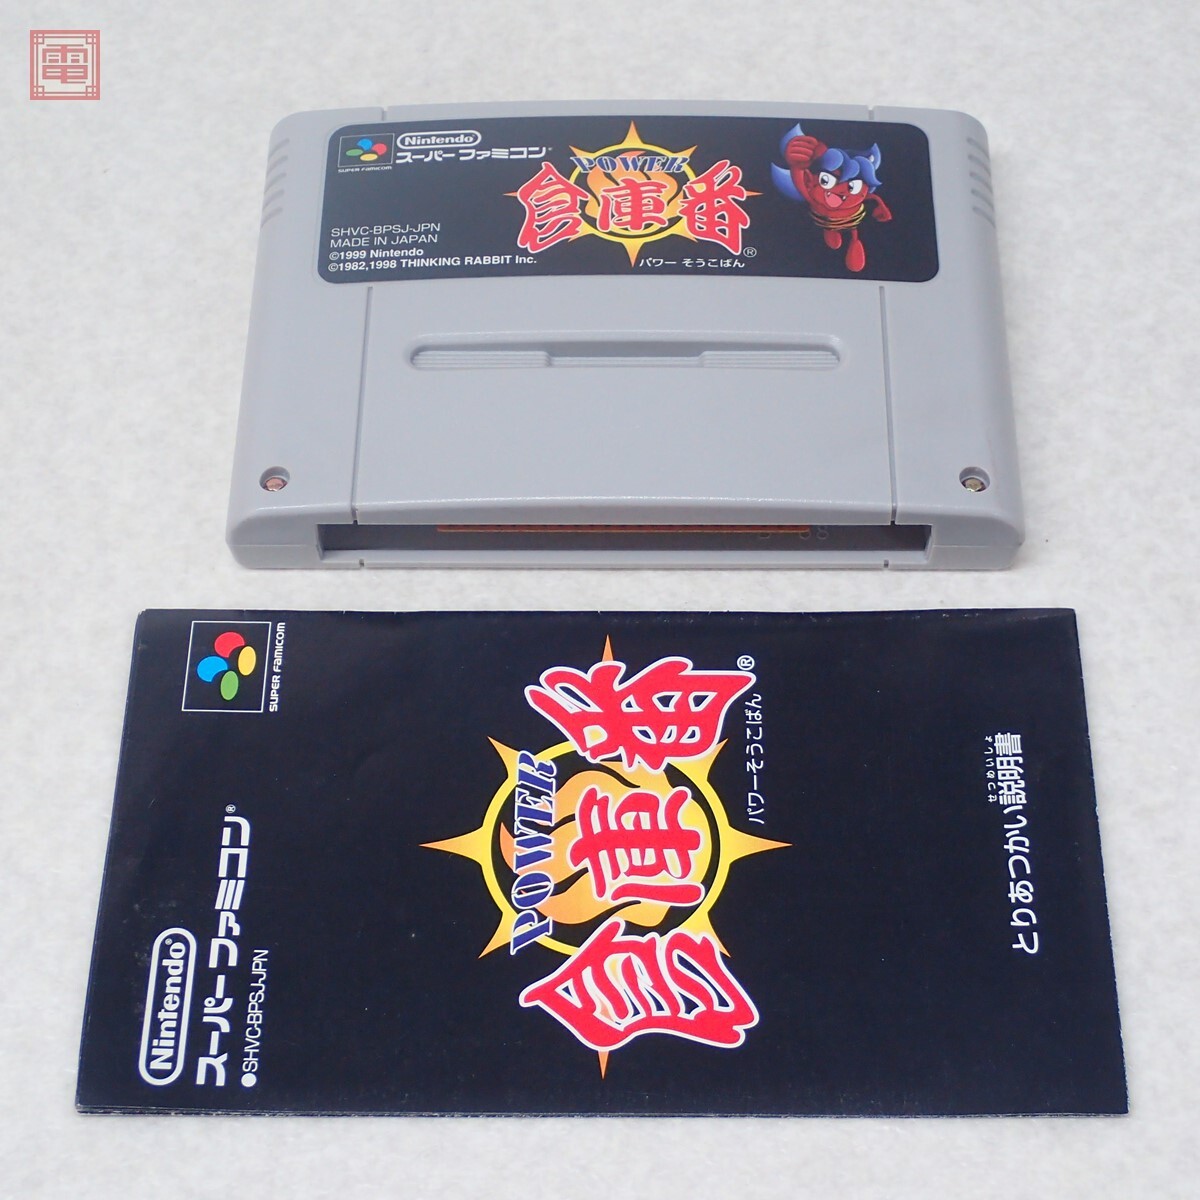 電
Nintendo
スーパーファミコン®
SUPER FAMICOM
POWER
倉庫番
®
パワー そうこばん
SHVC-BPSJ-JPN
MADE IN JAPAN
©1999 Nintendo
©1982,1998 THINKING RABBIT Inc.
SUPER FAMICOM
Nintendo®
スーパーファミコン®
●SHVC-BPSJ-JPN
POWER
倉庫番®
パワーそうこばん
せつめいしょ
とりあつかい説明書